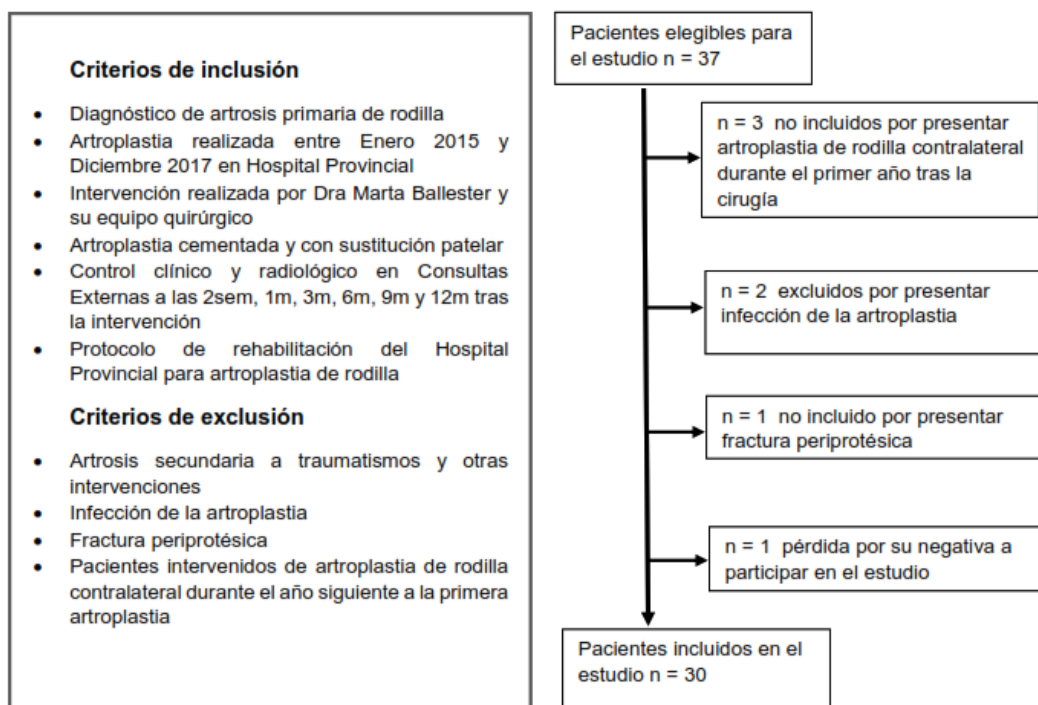 Criterios de inclusión
• Diagnóstico de artrosis primaria de rodilla
• Artroplastia realizada entre Enero 2015 y
Diciembre 2017 en Hospital Provincial
• Intervención realizada por Dra Marta Ballester y
su equipo quirúrgico
• Artroplastia cementada y con sustitución patelar
• Control clínico y radiológico en Consultas
Externas a las 2sem, 1m, 3m, 6m, 9m y 12m tras
la intervención
• Protocolo de rehabilitación del Hospital
Provincial para artroplastia de rodilla
Criterios de exclusión
• Artrosis secundaria a traumatismos y otras
intervenciones
• Infección de la artroplastia
• Fractura periprotésica
• Pacientes intervenidos de artroplastia de rodilla
contralateral durante el año siguiente a la primera
artroplastia
Pacientes elegibles para
el estudio n = 37
n = 3 no incluidos por presentar
artroplastia de rodilla contralateral
durante el primer año tras la
cirugía
n = 2 excluidos por presentar
infección de la artroplastia
n = 1 no incluido por presentar
fractura periprotésica
n = 1 pérdida por su negativa a
participar en el estudio
Pacientes incluidos en el
estudio n = 30